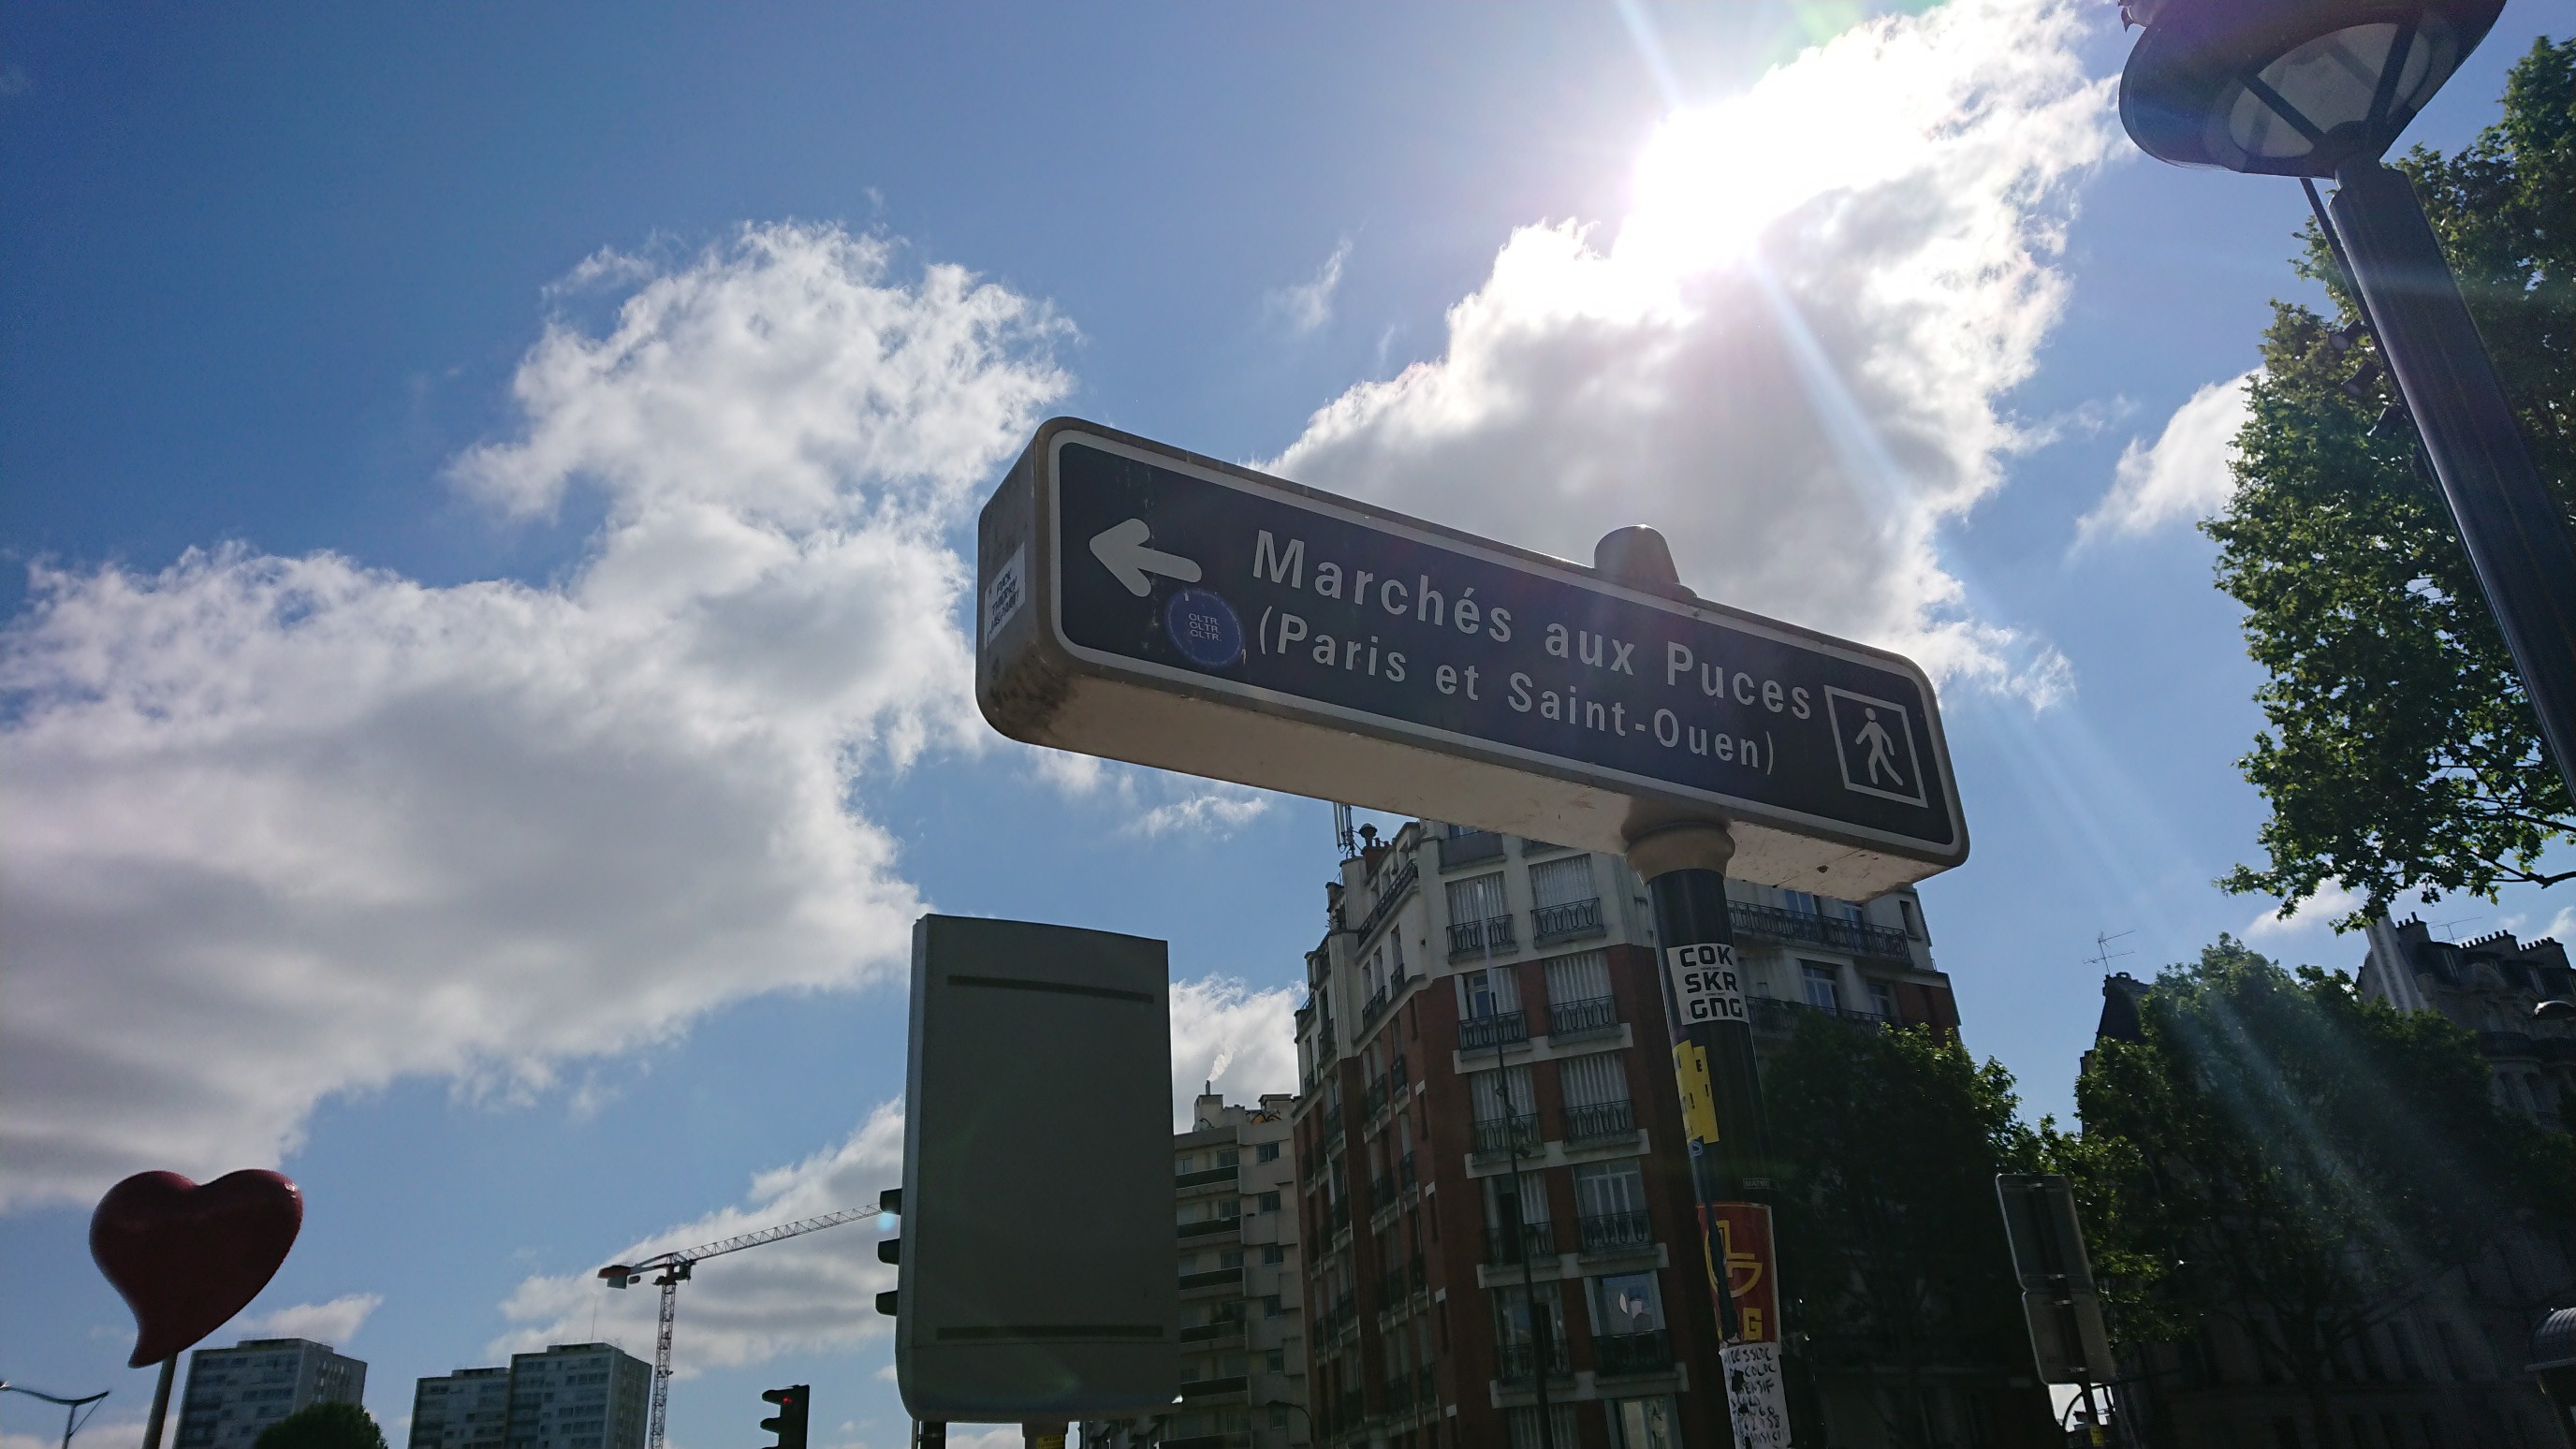 Marchés aux Puces
(Paris et Saint-Ouen)
CLTR.
CLTR.
CLTR.
COK
SKR
GNG